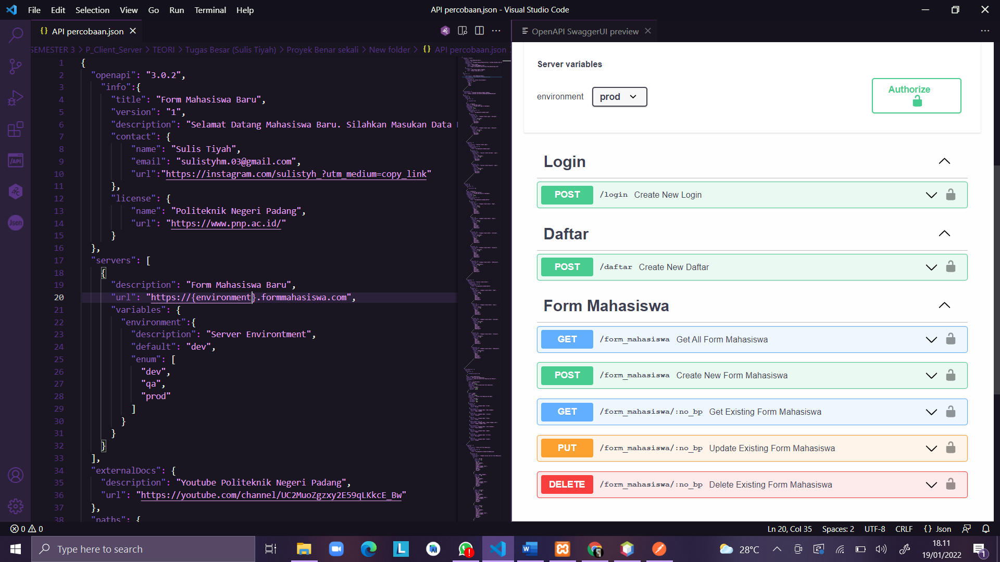 File Edit Selection View Go Run Terminal Help
API percobaan.json - Visual Studio Code
{} API percobaan.json
OpenAPI SwaggerUI preview
SEMESTER 3 > P_Client_Server > TEORI > Tugas Besar (Sulis Tiyah) > Proyek Benar sekali > New folder > {} API percobaan.json
1 {
2 "openapi": "3.0.2",
3 "info":{
4 "title": "Form Mahasiswa Baru",
5 "version": "1",
6 "description": "Selamat Datang Mahasiswa Baru. Silahkan Masukan Data
7 "contact": {
8 "name": "Sulis Tiyah",
9 "email": "sulistyhm.03@gmail.com",
10 "url":"https://instagram.com/sulistyh_?utm_medium=copy_link"
11 },
12 "license": {
13 "name": "Politeknik Negeri Padang",
14 "url": "https://www.pnp.ac.id/"
15 }
16 },
17 "servers": [
18 {
19 "description": "Form Mahasiswa Baru",
20 "url": "https://{environment}.formmahasiswa.com",
21 "variables": {
22 "environment":{
23 "description": "Server Environtment",
24 "default": "dev",
25 "enum": [
26 "dev",
27 "qa",
28 "prod"
29 ]
30 }
31 }
32 }
33 ],
34 "externalDocs": {
35 "description": "Youtube Politeknik Negeri Padang",
36 "url": "https://youtube.com/channel/UC2MuoZgzxy2E59qLKkcE_Bw"
37 },
38 "paths": {
Server variables
environment prod
Authorize
Login
POST /login Create New Login
Daftar
POST /daftar Create New Daftar
Form Mahasiswa
GET /form_mahasiswa Get All Form Mahasiswa
POST /form_mahasiswa Create New Form Mahasiswa
GET /form_mahasiswa/:no_bp Get Existing Form Mahasiswa
PUT /form_mahasiswa/:no_bp Update Existing Form Mahasiswa
DELETE /form_mahasiswa/:no_bp Delete Existing Form Mahasiswa
/API
Json
0 0
Ln 20, Col 35 Spaces: 2 UTF-8 CRLF {} Json
Type here to search
28°C
18.11
19/01/2022
1